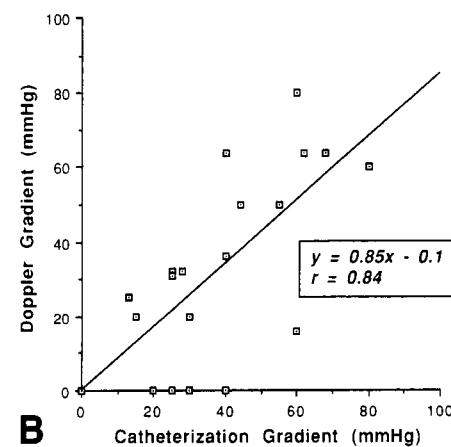 100
80
60
40
20
0
Doppler Gradient (mmHg)
y = 0.85x - 0.1
r = 0.84
0 20 40 60 80 100
B Catheterization Gradient (mmHg)